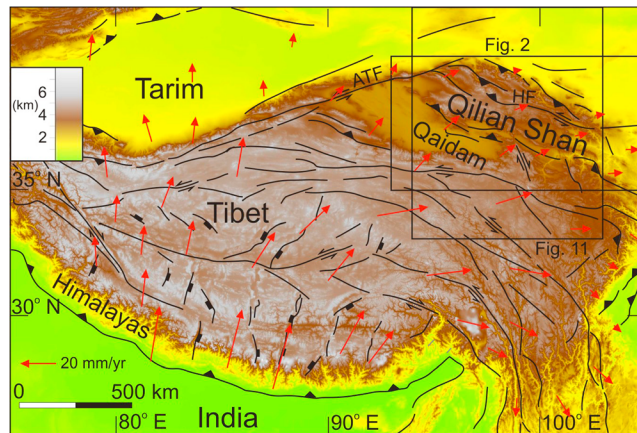 Fig. 2
(km)
6
4
2
Tarim
ATF
HF
Qilian Shan
Qaidam
35° N
Tibet
Fig. 11
Himalayas
30° N
20 mm/yr
0 500 km
India
80° E
90° E
100° E